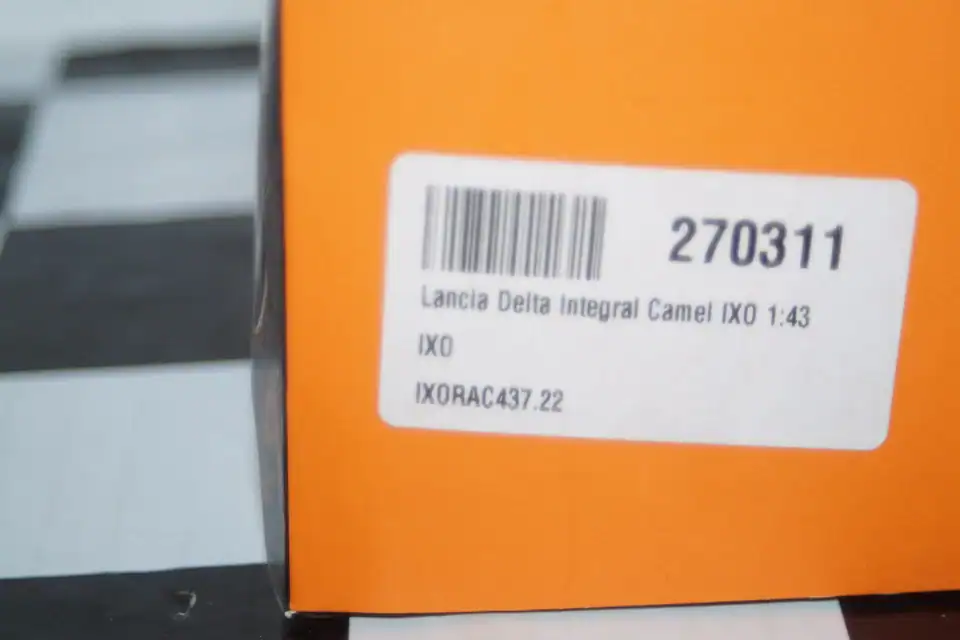 270311
Lancia Delta Integral Camel IXO 1:43
IXO
IXORAC437.22